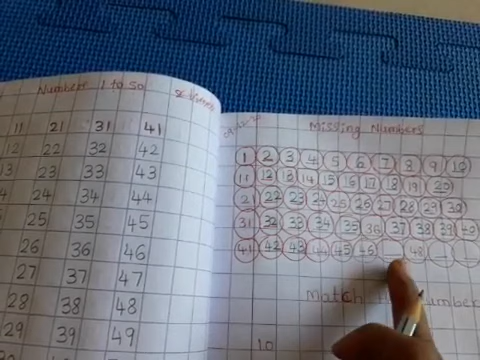 Numbers 1 to 50
11 21 31 41
12 22 32 42
13 23 33 43
4 24 34 44
25 35 45
26 36 46
27 37 47
28 38 48
29 39 49
Missing Numbers
1 2 3 4 5 6 7 8 9 10
11 12 13 14 15 16 17 18 19 20
21 22 23 24 25 26 27 28 29 30
31 32 33 34 35 36 37 38 39 40
41 42 43 44 45 46 _ 48 _ _
Match umber
10